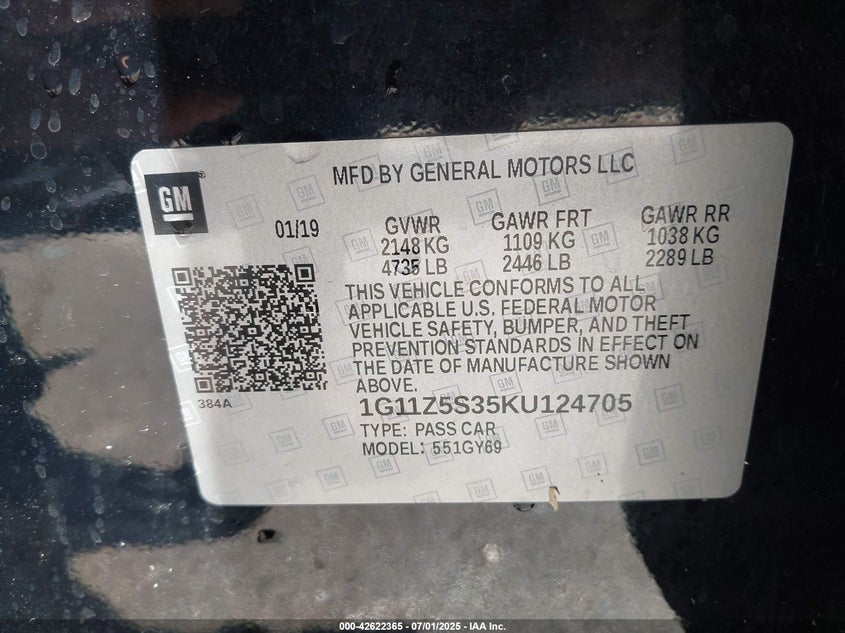 GM
MFD BY GENERAL MOTORS LLC
01/19
GVWR
2148 KG
4735 LB
GAWR FRT
1109 KG
2446 LB
GAWR RR
1038 KG
2289 LB
THIS VEHICLE CONFORMS TO ALL
APPLICABLE U.S. FEDERAL MOTOR
VEHICLE SAFETY, BUMPER, AND THEFT
PREVENTION STANDARDS IN EFFECT ON
THE DATE OF MANUFACTURE SHOWN
ABOVE.
384A
1G11Z5S35KU124705
TYPE: PASS CAR
MODEL: 551GY69
000-42622365 - 07/01/2025 - IAA Inc.